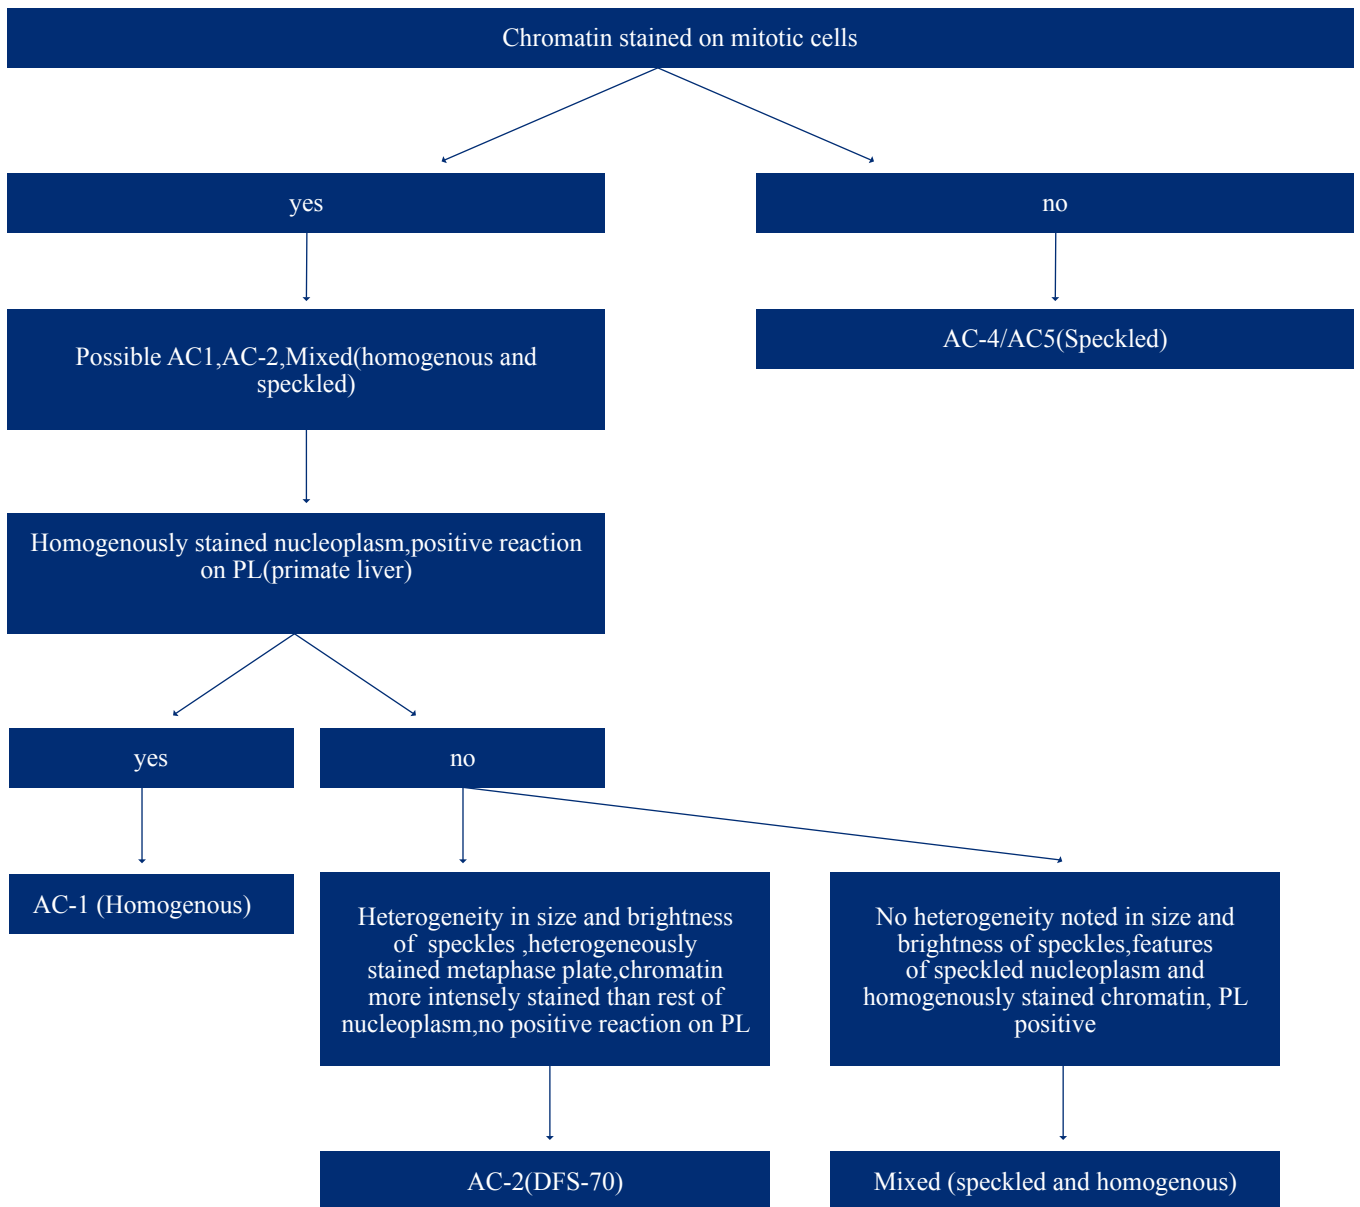 Chromatin stained on mitotic cells
yes
no
Possible AC1,AC-2,Mixed(homogenous and
speckled)
AC-4/AC5(Speckled)
Homogenously stained nucleoplasm,positive reaction
on PL(primate liver)
yes
no
AC-1 (Homogenous)
Heterogeneity in size and brightness
of speckles ,heterogeneously
stained metaphase plate,chromatin
more intensely stained than rest of
nucleoplasm,no positive reaction on PL
No heterogeneity noted in size and
brightness of speckles,features
of speckled nucleoplasm and
homogenously stained chromatin, PL
positive
AC-2(DFS-70)
Mixed (speckled and homogenous)